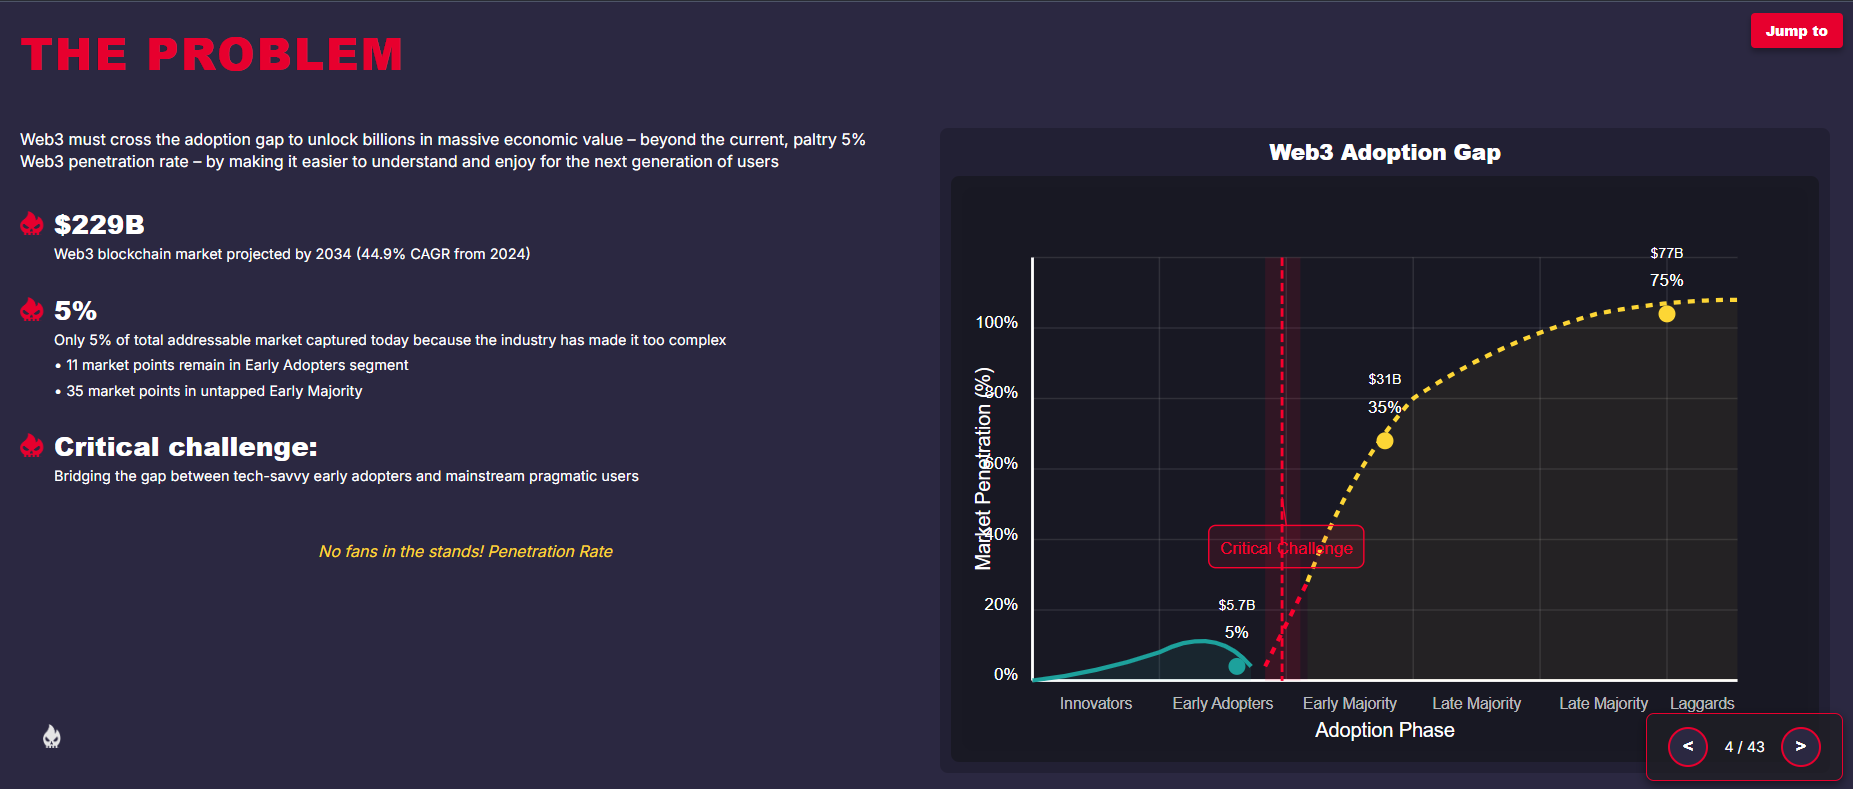 THE PROBLEM
Jump to
Web3 must cross the adoption gap to unlock billions in massive economic value – beyond the current, paltry 5%
Web3 penetration rate – by making it easier to understand and enjoy for the next generation of users
$229B
Web3 blockchain market projected by 2034 (44.9% CAGR from 2024)
5%
Only 5% of total addressable market captured today because the industry has made it too complex
• 11 market points remain in Early Adopters segment
• 35 market points in untapped Early Majority
Critical challenge:
Bridging the gap between tech-savvy early adopters and mainstream pragmatic users
No fans in the stands! Penetration Rate
Web3 Adoption Gap
$77B
75%
$31B
35%
$5.7B
5%
Critical Challenge
Market Penetration (%)
100%
80%
60%
40%
20%
0%
Innovators
Early Adopters
Early Majority
Late Majority
Late Majority
Laggards
Adoption Phase
< 4 / 43 >